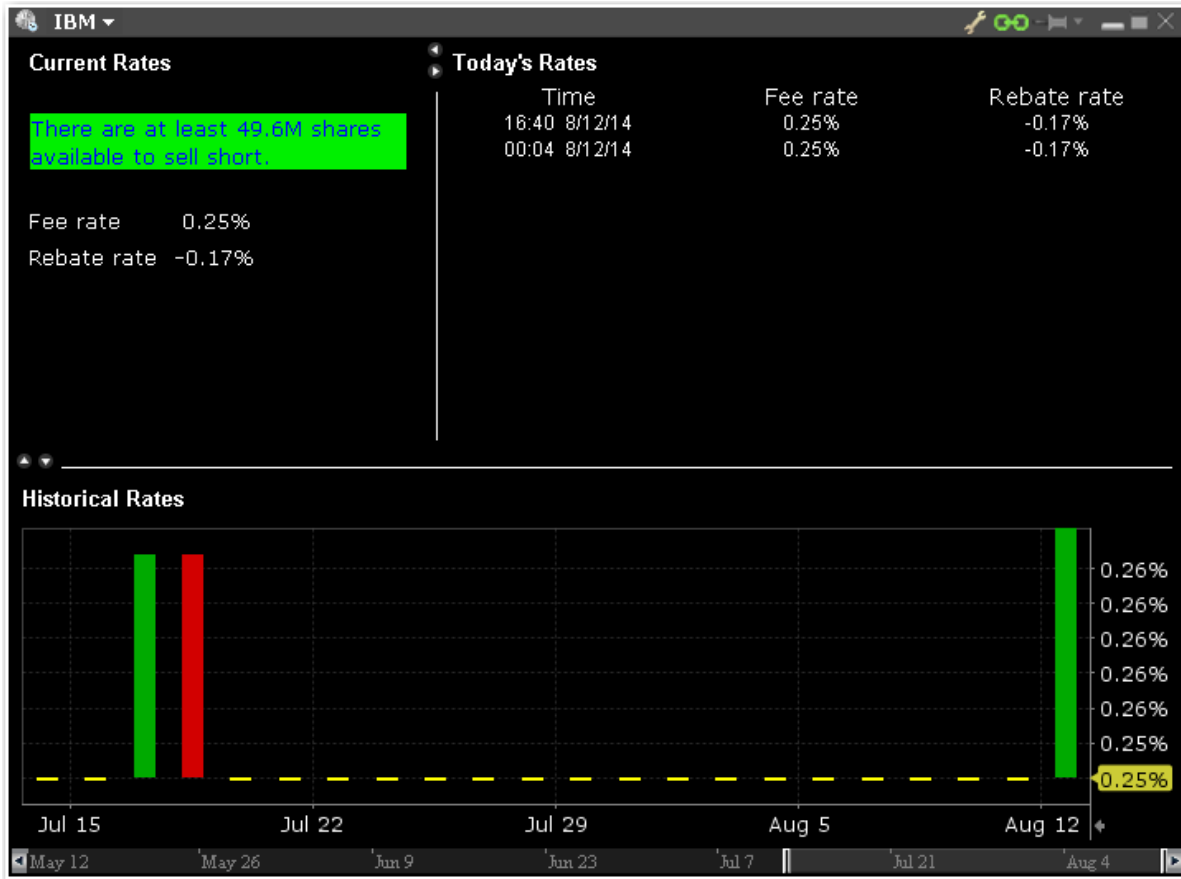 IBM
Current Rates
There are at least 49.6M shares
available to sell short.
Fee rate 0.25%
Rebate rate -0.17%
Today's Rates
Time Fee rate Rebate rate
16:40 8/12/14 0.25% -0.17%
00:04 8/12/14 0.25% -0.17%
Historical Rates
0.26%
0.26%
0.26%
0.26%
0.26%
0.25%
0.25%
Jul 15 Jul 22 Jul 29 Aug 5 Aug 12
May 12 May 26 Jun 9 Jun 23 Jul 7 Jul 21 Aug 4